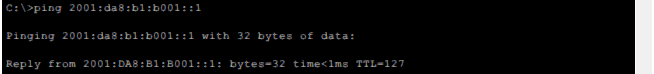 C:\>ping 2001:da8:b1:b001::1
Pinging 2001:da8:b1:b001::1 with 32 bytes of data:
Reply from 2001:DA8:B1:B001::1: bytes=32 time<1ms TTL=127